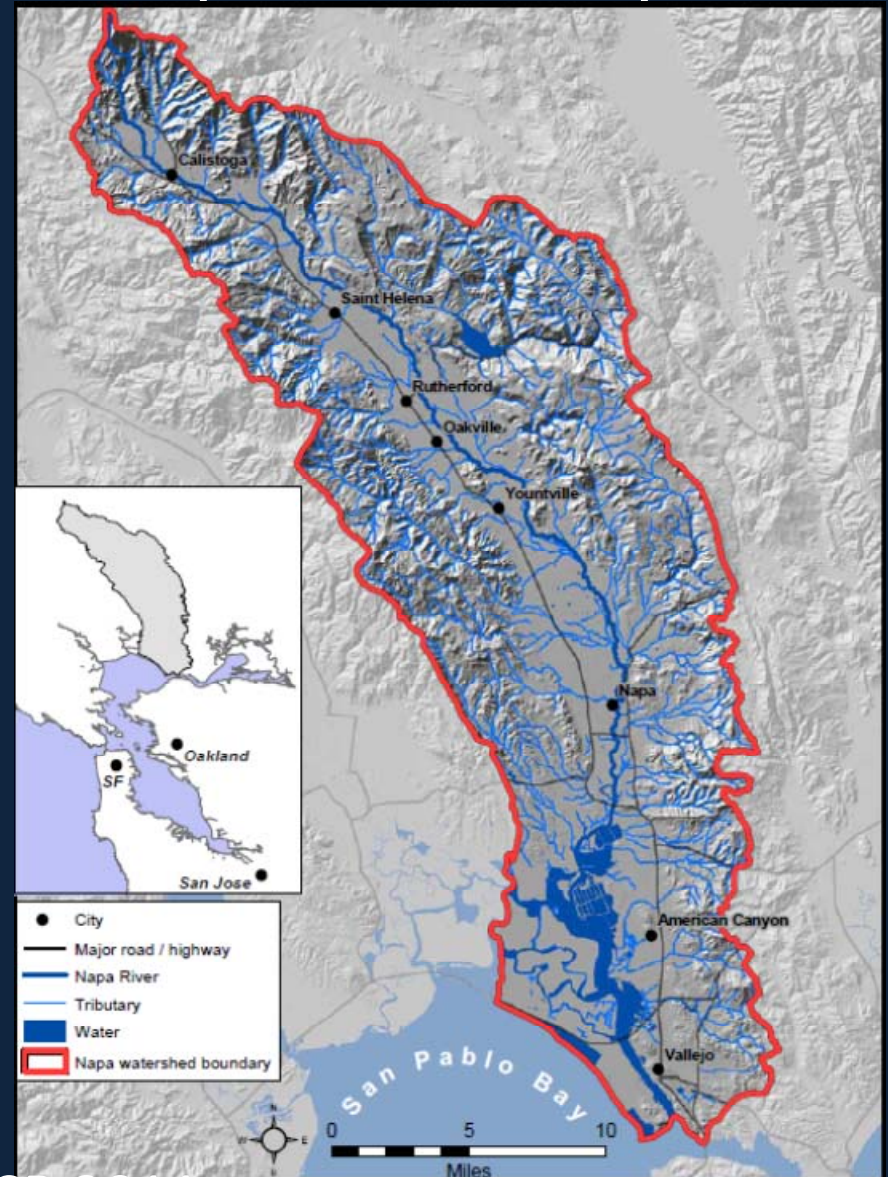 Calistoga
Saint Helena
Rutherford
Oakville
Yountville
Napa
American Canyon
Vallejo
Oakland
SF
San Jose
City
Major road / highway
Napa River
Tributary
Water
Napa watershed boundary
San Pablo Bay
N
W
E
S
0 5 10
Miles